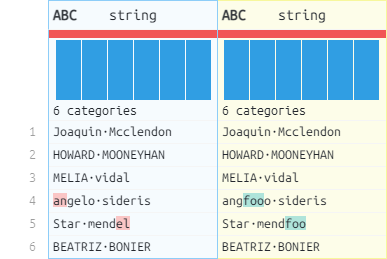 ABC string ABC string
6 categories 6 categories
1 Joaquin·Mcclendon Joaquin·Mcclendon
2 HOWARD·MOONEYHAN HOWARD·MOONEYHAN
3 MELIA·vidal MELIA·vidal
4 angelo·sideris angfooo·sideris
5 Star·mendel Star·mendfoo
6 BEATRIZ·BONIER BEATRIZ·BONIER